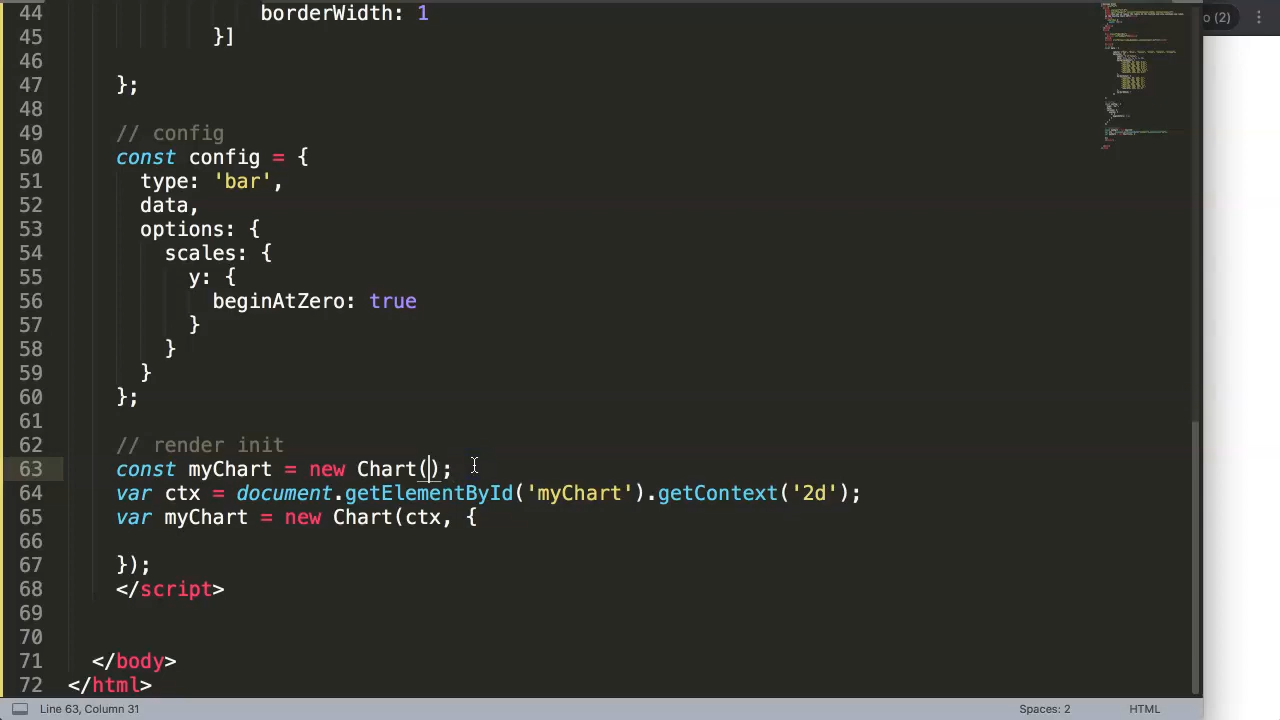 o (2)
44 borderWidth: 1
45 }]
46
47 };
48
49 // config
50 const config = {
51 type: 'bar',
52 data,
53 options: {
54 scales: {
55 y: {
56 beginAtZero: true
57 }
58 }
59 }
60 };
61
62 // render init
63 const myChart = new Chart();
64 var ctx = document.getElementById('myChart').getContext('2d');
65 var myChart = new Chart(ctx, {
66
67 });
68 </script>
69
70
71 </body>
72 </html>
Line 63, Column 31 Spaces: 2 HTML